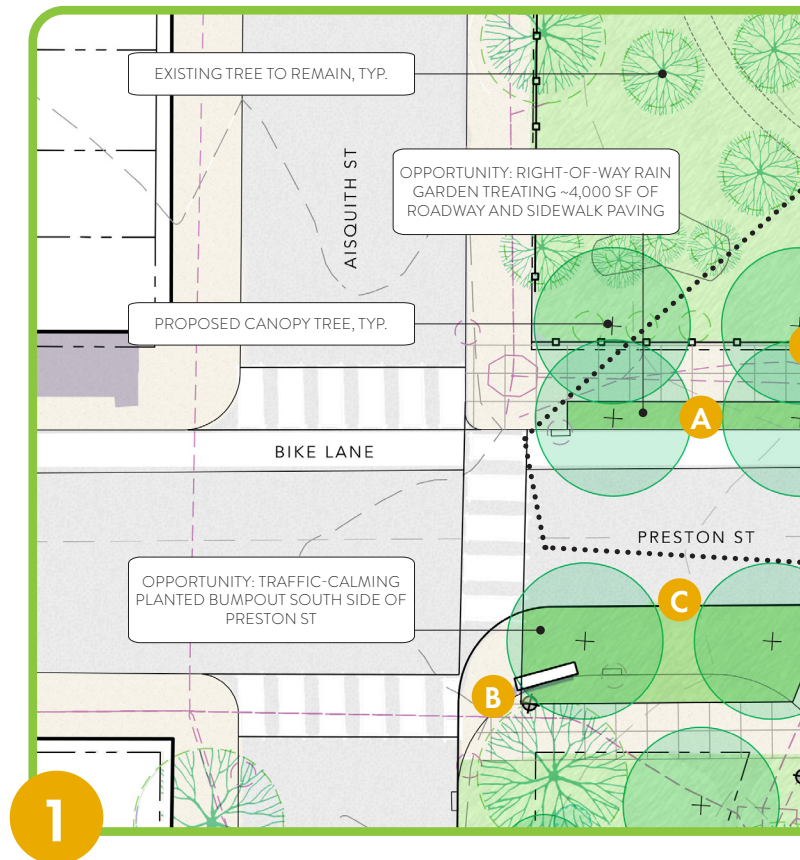 EXISTING TREE TO REMAIN, TYP.
AISQUITH ST
OPPORTUNITY: RIGHT-OF-WAY RAIN
GARDEN TREATING ~4,000 SF OF
ROADWAY AND SIDEWALK PAVING
PROPOSED CANOPY TREE, TYP.
A
BIKE LANE
PRESTON ST
OPPORTUNITY: TRAFFIC-CALMING
PLANTED BUMPOUT SOUTH SIDE OF
PRESTON ST
C
B
1